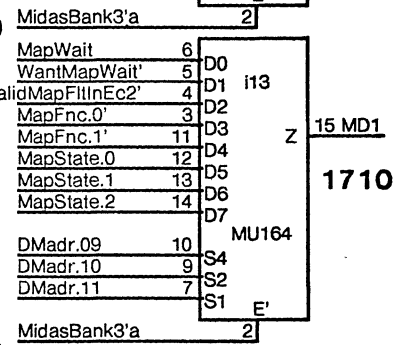 MidasBank3'a 2
MapWait 6 D0
WantMapWait' 5 D1 i13
alidMapFltInEc2' 4 D2
MapFnc.0' 3 D3
MapFnc.1' 11 D4 Z 15 MD1
MapState.0 12 D5
MapState.1 13 D6 1710
MapState.2 14 D7
MU164
DMadr.09 10 S4
DMadr.10 9 S2
DMadr.11 7 S1
E'
MidasBank3'a 2